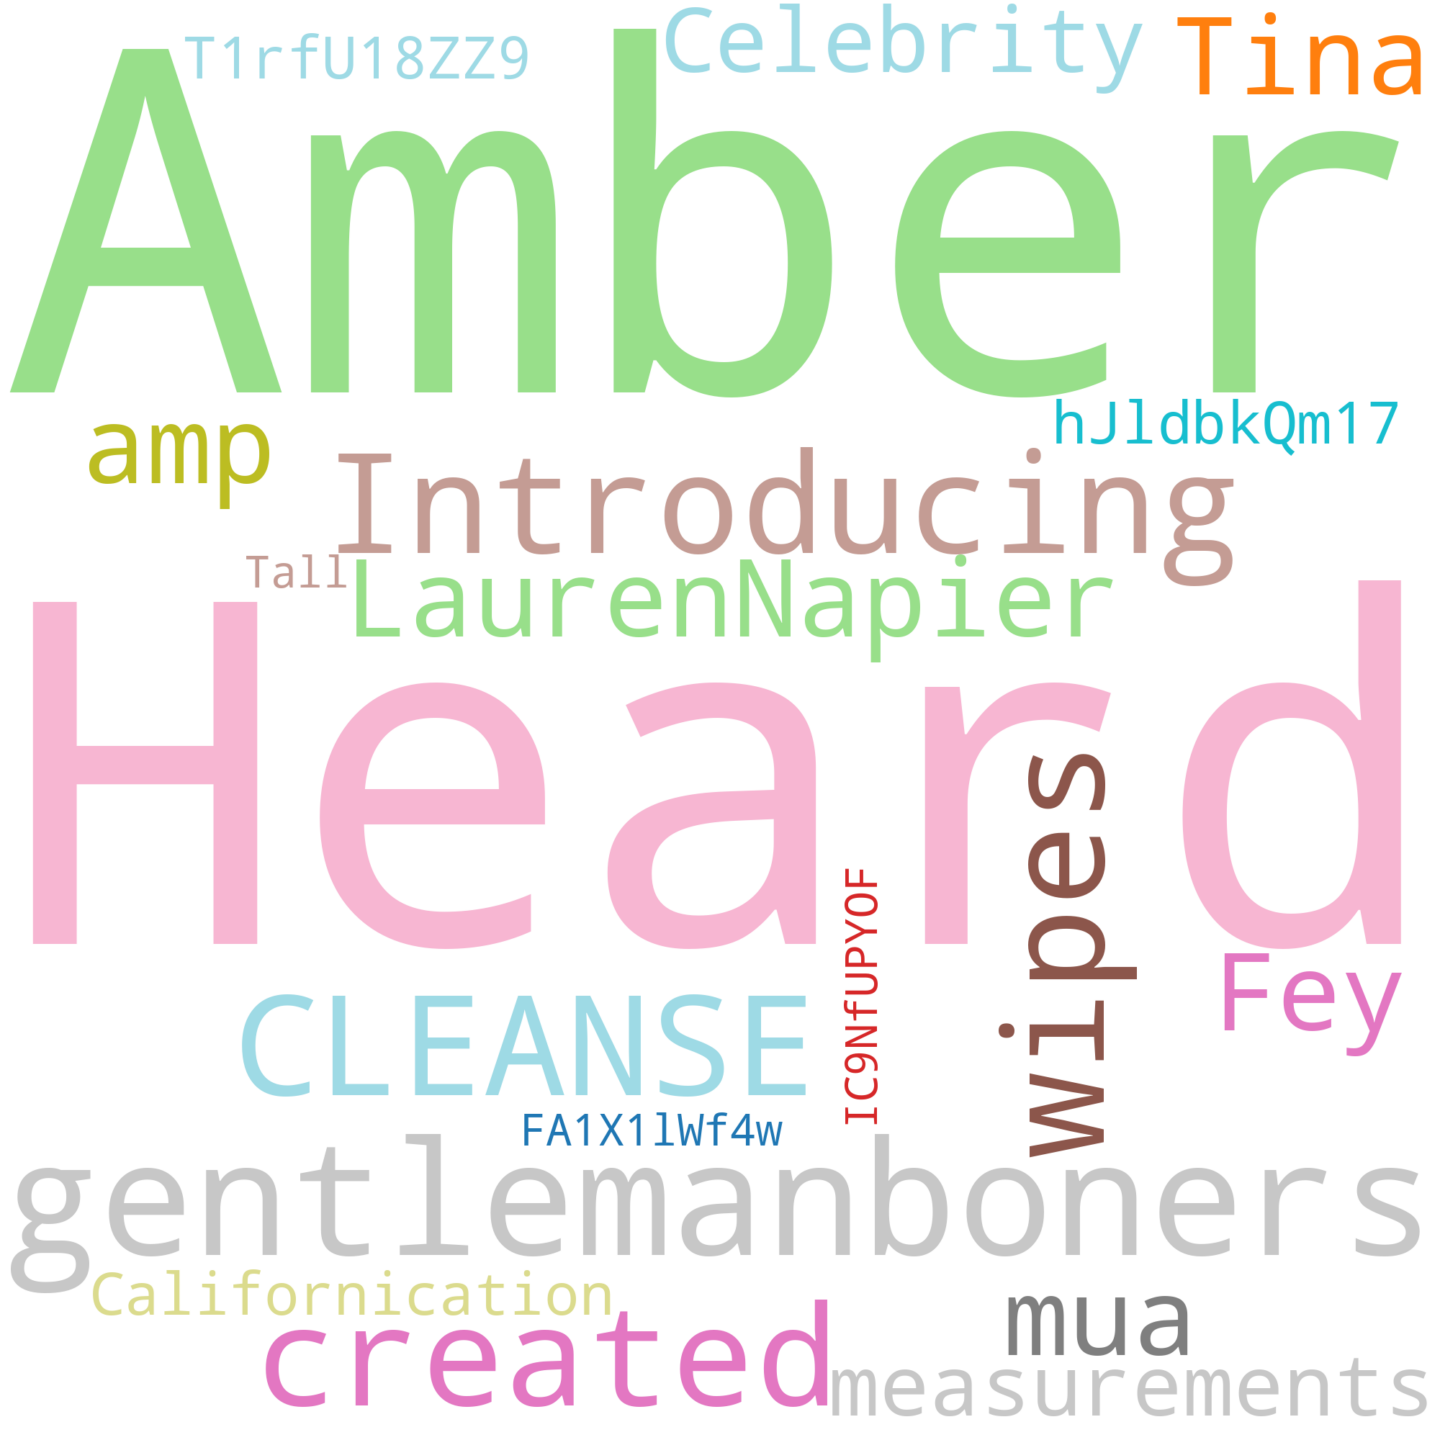 T1rfU18ZZ9
Celebrity
Tina
Amber
amp
hJldbkQm17
Introducing
Tall
LaurenNapier
Heard
wipes
IC9NfUPYOF
Fey
CLEANSE
FA1X1lWf4w
gentlemanboners
Californication
mua
created
measurements